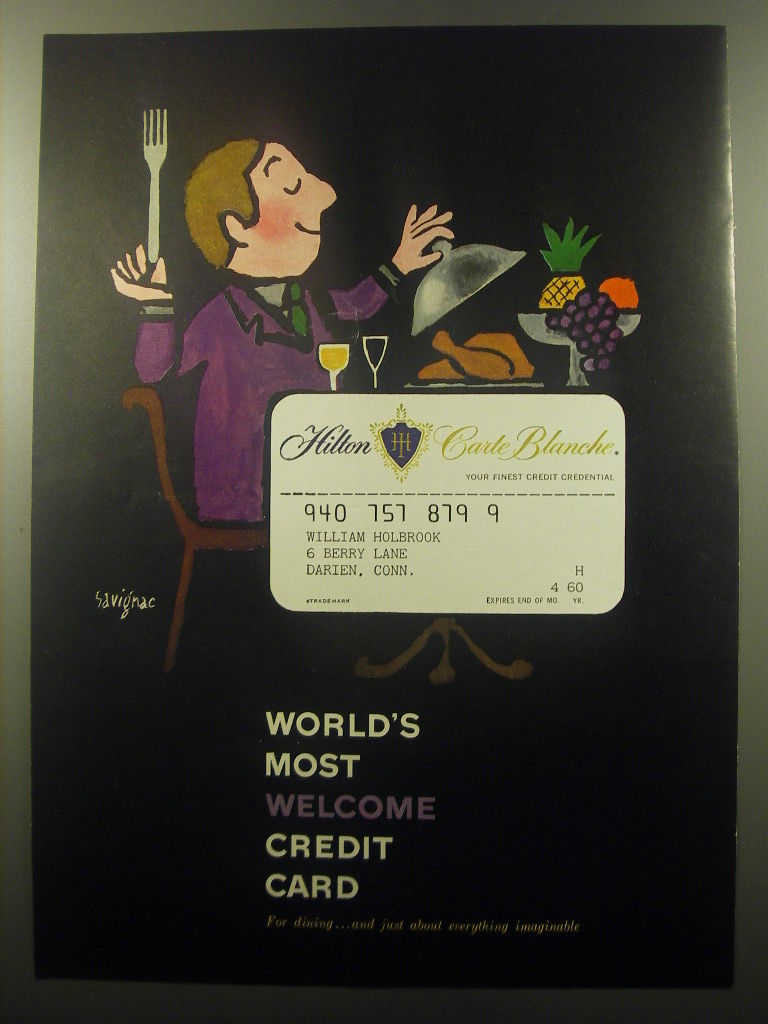 Hilton HH Carte Blanche.
YOUR FINEST CREDIT CREDENTIAL
940 757 879 9
WILLIAM HOLBROOK
6 BERRY LANE
DARIEN, CONN. H
4 60
®TRADEMARK EXPIRES END OF MO. YR.
Savignac
WORLD'S
MOST
WELCOME
CREDIT
CARD
For dining...and just about everything imaginable